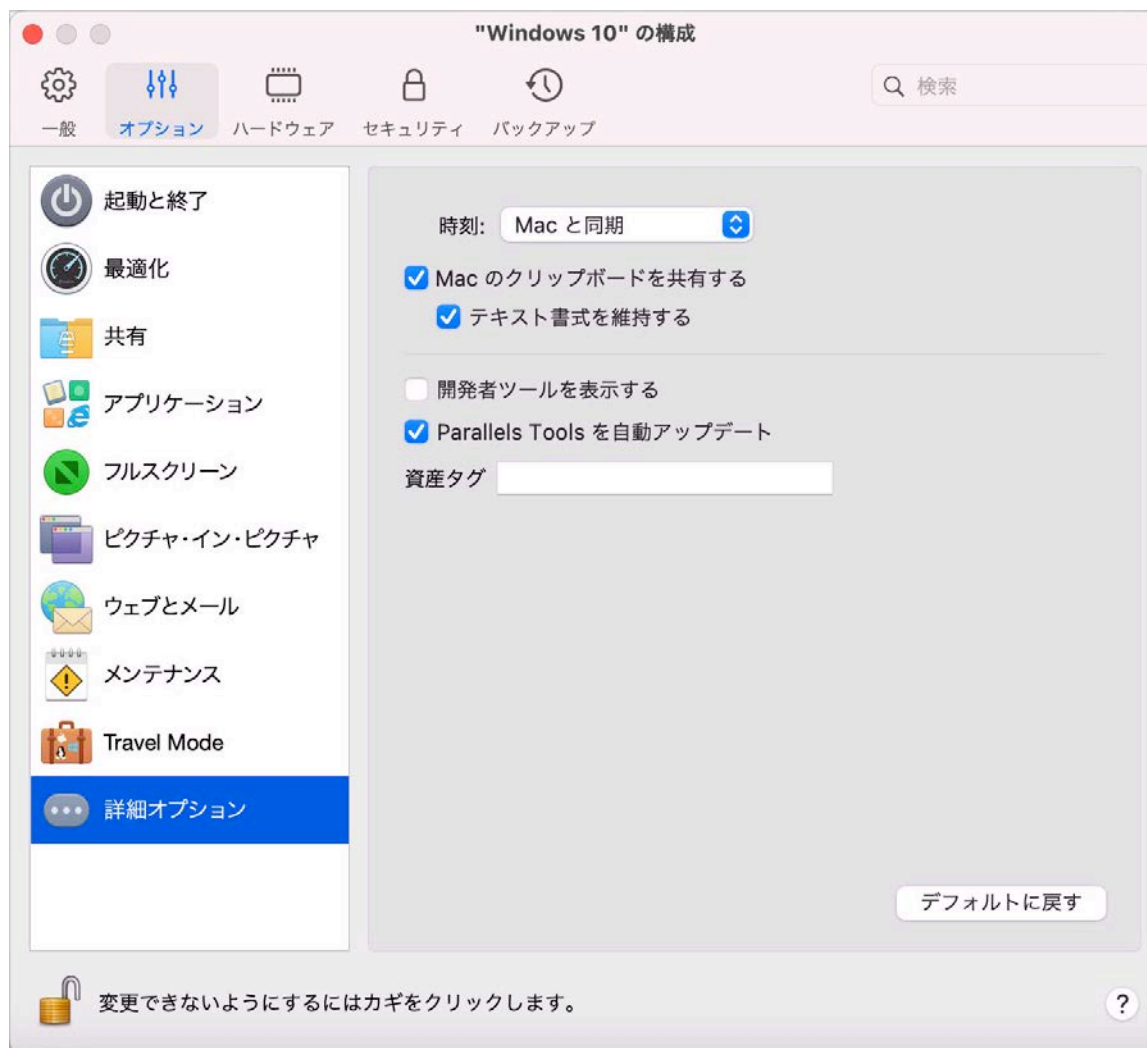 "Windows 10" の構成
一般
オプション
ハードウェア
セキュリティ
バックアップ
検索
起動と終了
最適化
共有
アプリケーション
フルスクリーン
ピクチャ・イン・ピクチャ
ウェブとメール
メンテナンス
Travel Mode
詳細オプション
時刻: Mac と同期
Mac のクリップボードを共有する
テキスト書式を維持する
開発者ツールを表示する
Parallels Tools を自動アップデート
資産タグ
デフォルトに戻す
変更できないようにするにはカギをクリックします。
?